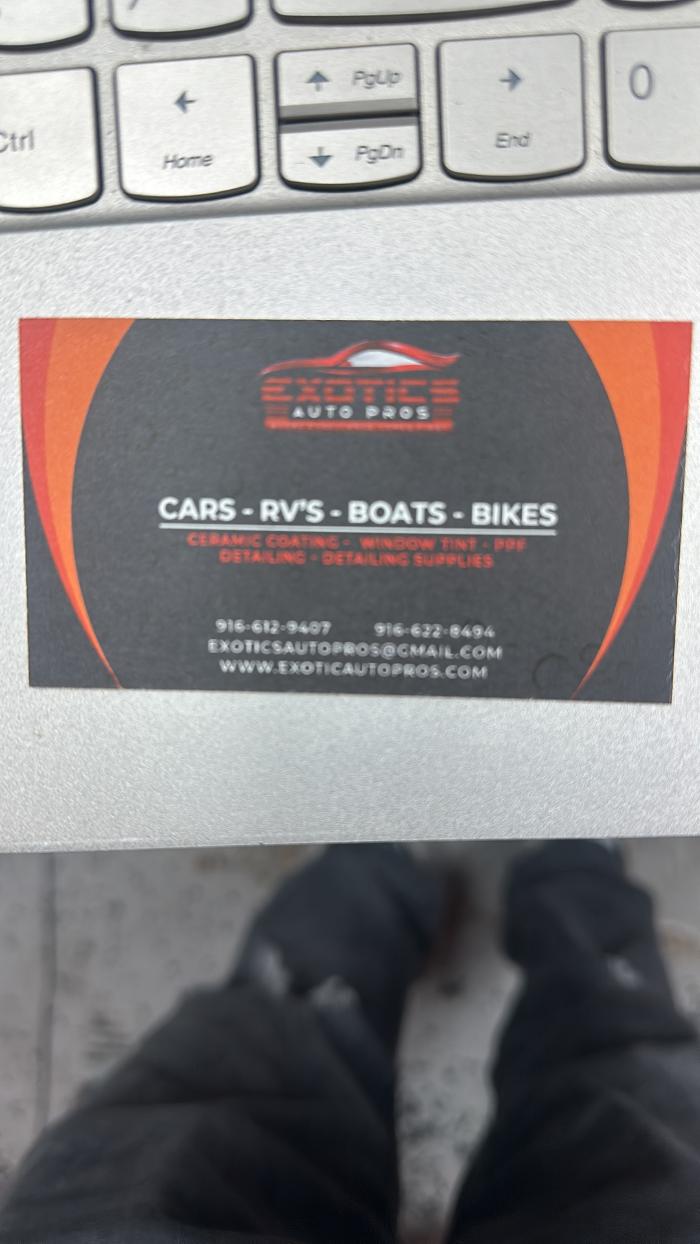 ← ↑ PgUp → 0
Ctrl Home ↓ PgDn End
EXOTICS
AUTO PROS
CARS - RV'S - BOATS - BIKES
CERAMIC COATING - WINDOW TINT - PPF
DETAILING - DETAILING SUPPLIES
916-612-9407 916-622-8494
EXOTICSAUTOPROS@GMAIL.COM
WWW.EXOTICAUTOPROS.COM